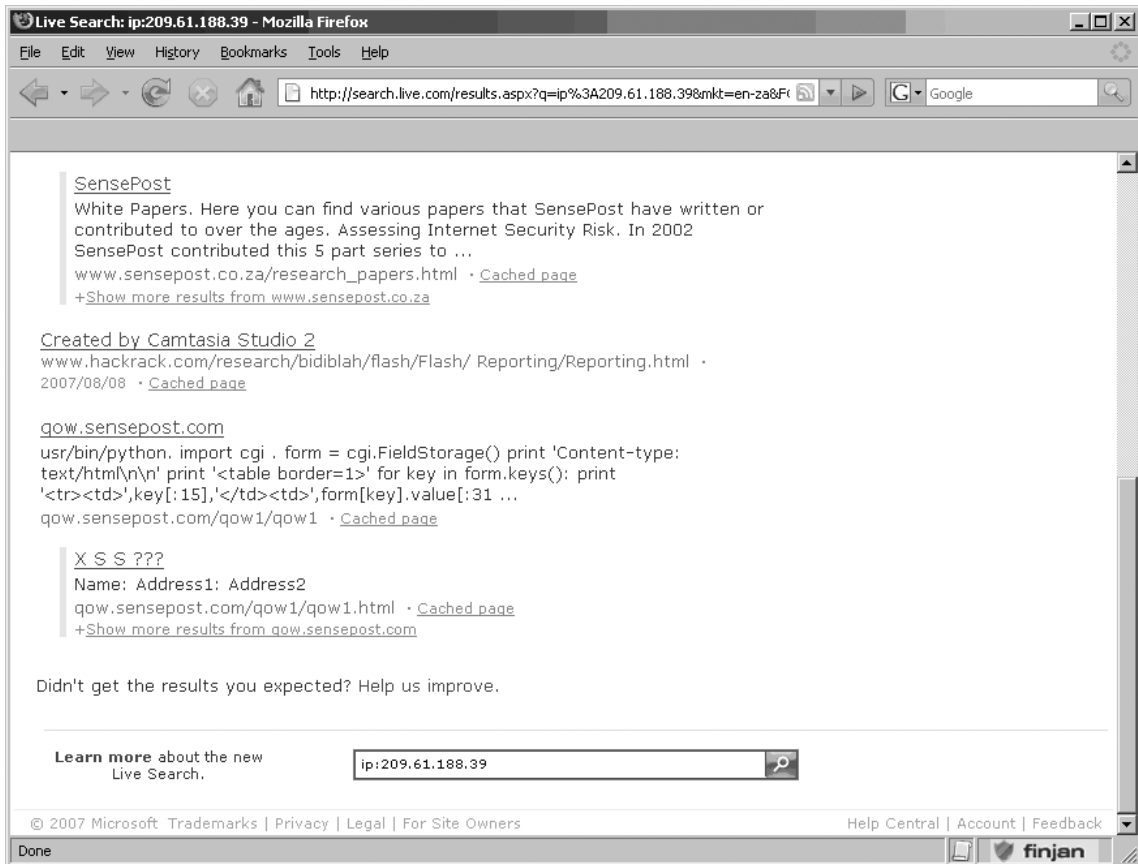 Live Search: ip:209.61.188.39 - Mozilla Firefox
File Edit View History Bookmarks Tools Help
http://search.live.com/results.aspx?q=ip%3A209.61.188.39&mkt=en-za&F(
G Google
SensePost
White Papers. Here you can find various papers that SensePost have written or
contributed to over the ages. Assessing Internet Security Risk. In 2002
SensePost contributed this 5 part series to ...
www.sensepost.co.za/research_papers.html · Cached page
+Show more results from www.sensepost.co.za
Created by Camtasia Studio 2
www.hackrack.com/research/bidiblah/flash/Flash/ Reporting/Reporting.html ·
2007/08/08 · Cached page
qow.sensepost.com
usr/bin/python. import cgi . form = cgi.FieldStorage() print 'Content-type:
text/html\n\n' print '<table border=1>' for key in form.keys(): print
'<tr><td>',key[:15],'</td><td>',form[key].value[:31 ...
qow.sensepost.com/qow1/qow1 · Cached page
X S S ???
Name: Address1: Address2
qow.sensepost.com/qow1/qow1.html · Cached page
+Show more results from qow.sensepost.com
Didn't get the results you expected? Help us improve.
Learn more about the new
Live Search.
ip:209.61.188.39
© 2007 Microsoft Trademarks | Privacy | Legal | For Site Owners
Help Central | Account | Feedback
Done
finjan